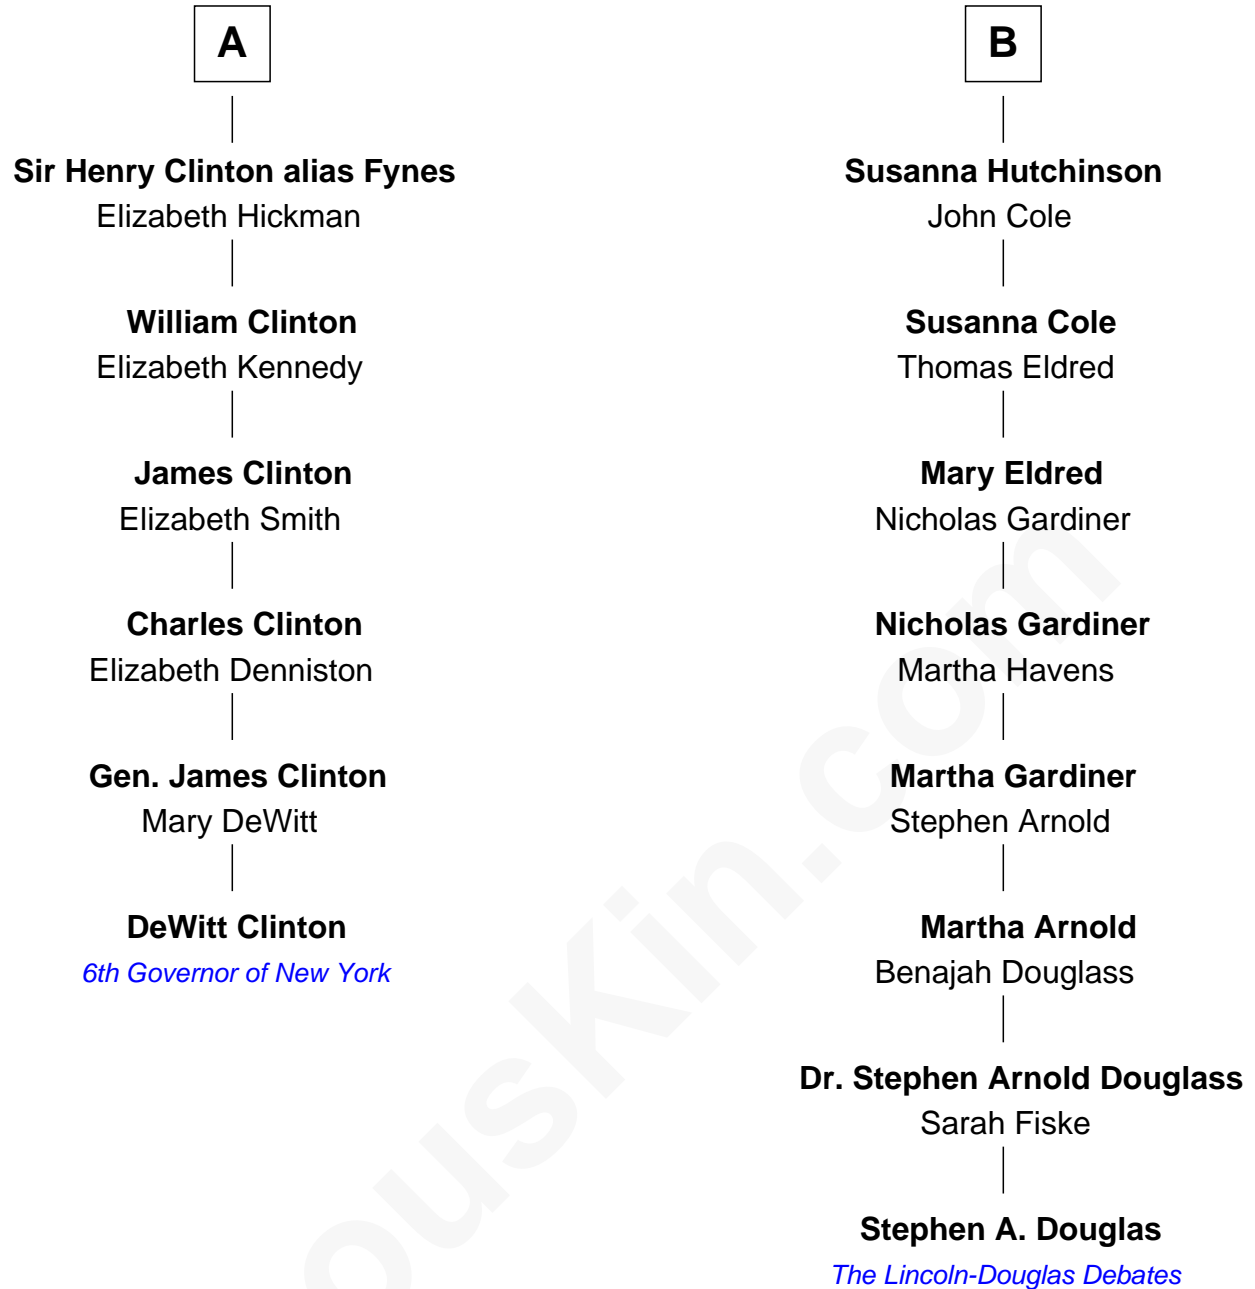 A
Sir Henry Clinton alias Fynes
Elizabeth Hickman
William Clinton
Elizabeth Kennedy
James Clinton
Elizabeth Smith
Charles Clinton
Elizabeth Denniston
Gen. James Clinton
Mary DeWitt
DeWitt Clinton
6th Governor of New York
B
Susanna Hutchinson
John Cole
Susanna Cole
Thomas Eldred
Mary Eldred
Nicholas Gardiner
Nicholas Gardiner
Martha Havens
Martha Gardiner
Stephen Arnold
Martha Arnold
Benajah Douglass
Dr. Stephen Arnold Douglass
Sarah Fiske
Stephen A. Douglas
The Lincoln-Douglas Debates
ousKin.com